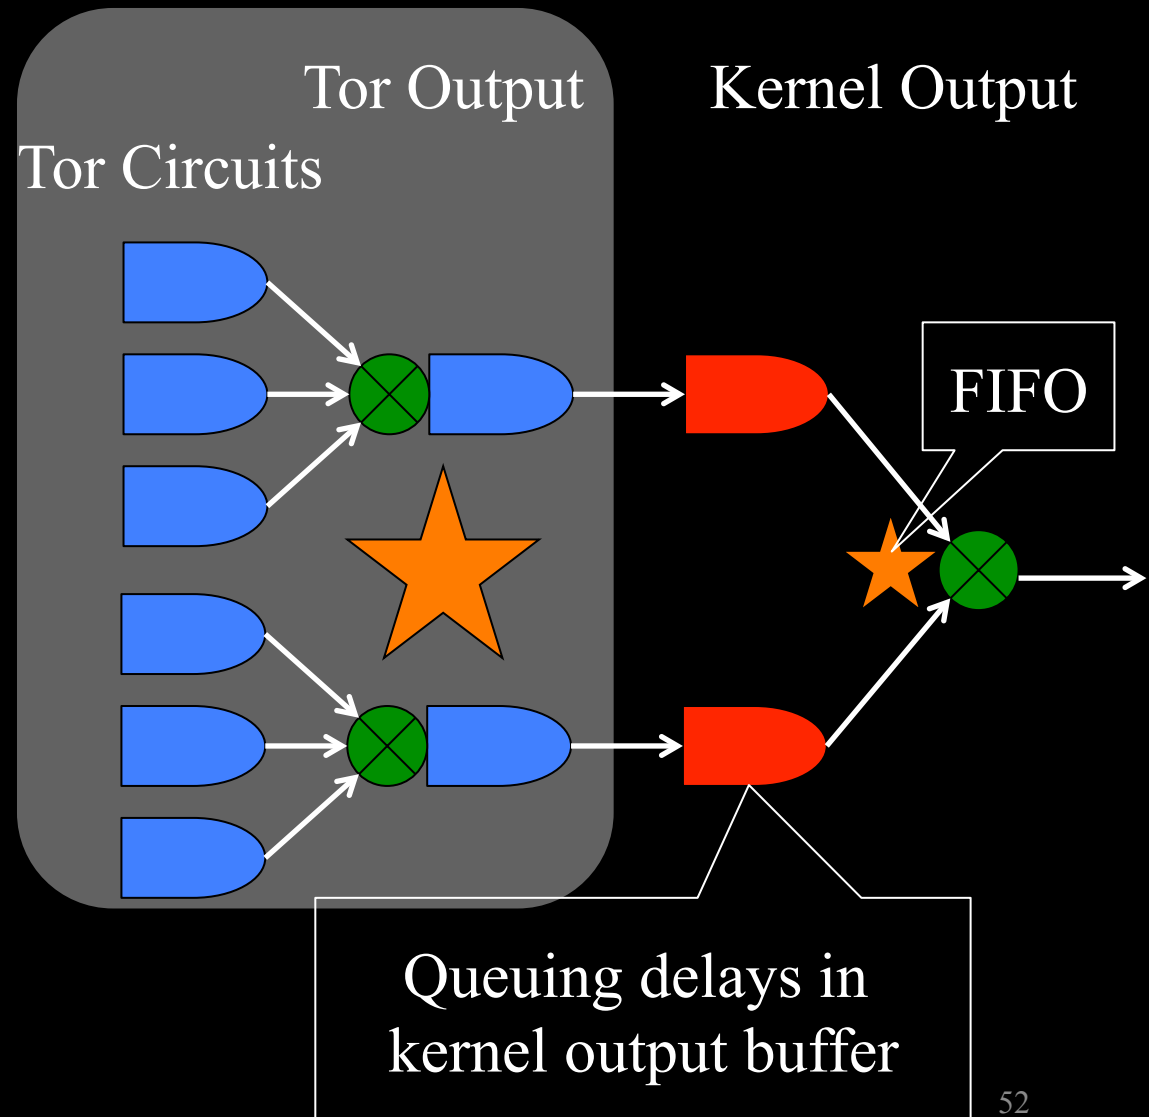 Tor Output
Kernel Output
Tor Circuits
FIFO
Queuing delays in
kernel output buffer
52